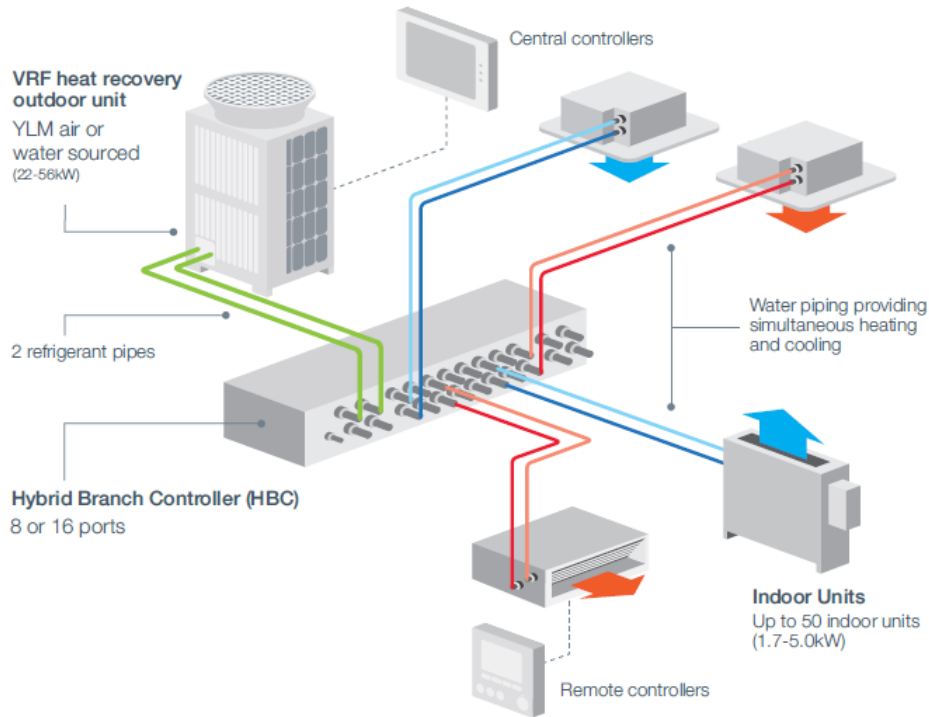 Central controllers
VRF heat recovery
outdoor unit
YLM air or
water sourced
(22-56kW)
2 refrigerant pipes
Water piping providing
simultaneous heating
and cooling
Hybrid Branch Controller (HBC)
8 or 16 ports
Indoor Units
Up to 50 indoor units
(1.7-5.0kW)
Remote controllers